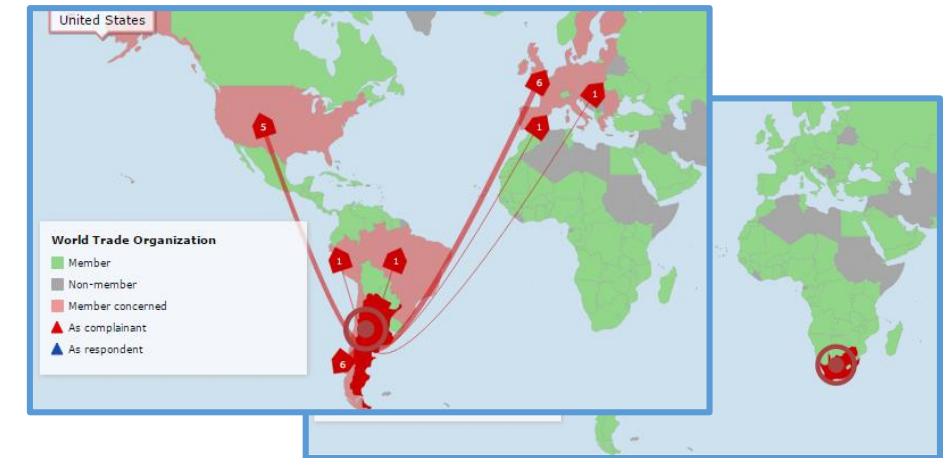 United States
6
1
5
1
1
1
6
World Trade Organization
Member
Non-member
Member concerned
As complainant
As respondent